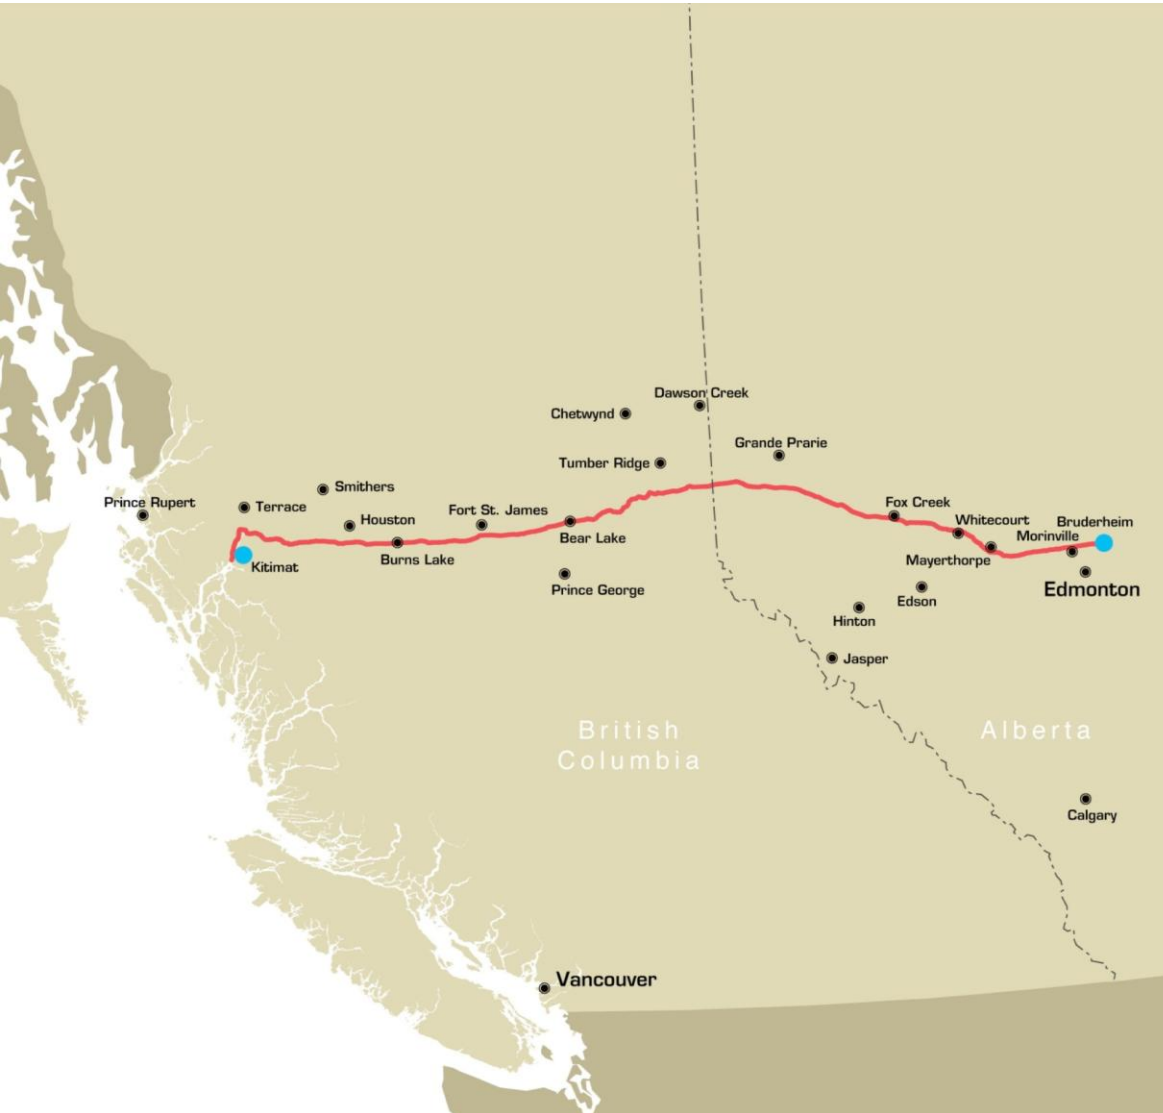 Dawson Creek
Chetwynd
Grande Prarie
Tumber Ridge
Smithers
Prince Rupert
Terrace
Fort St. James
Fox Creek
Houston
Whitecourt
Bruderheim
Morinville
Bear Lake
Burns Lake
Mayerthorpe
Kitimat
Prince George
Edmonton
Edson
Hinton
Jasper
British
Columbia
Alberta
Calgary
Vancouver